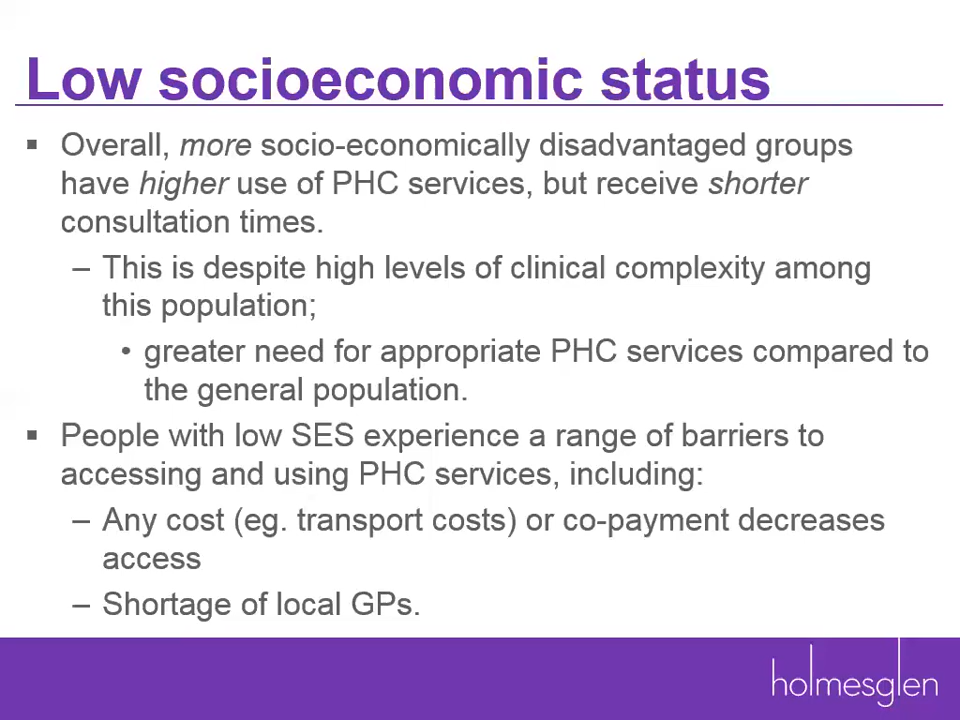 Low socioeconomic status
▪ Overall, more socio-economically disadvantaged groups
have higher use of PHC services, but receive shorter
consultation times.
– This is despite high levels of clinical complexity among
this population;
• greater need for appropriate PHC services compared to
the general population.
▪ People with low SES experience a range of barriers to
accessing and using PHC services, including:
– Any cost (eg. transport costs) or co-payment decreases
access
– Shortage of local GPs.
holmesglen